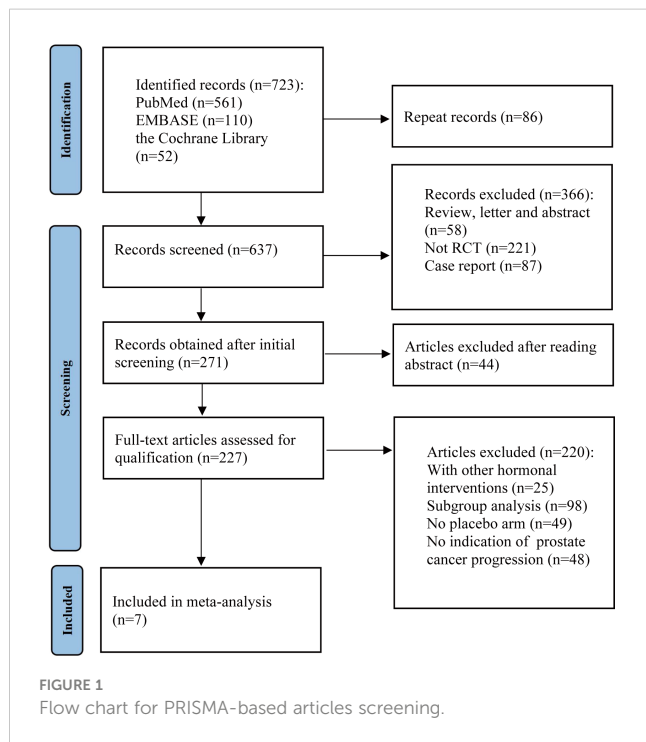 Identification
Identified records (n=723):
PubMed (n=561)
EMBASE (n=110)
the Cochrane Library
(n=52)
Repeat records (n=86)
Screening
Records screened (n=637)
Records excluded (n=366):
Review, letter and abstract
(n=58)
Not RCT (n=221)
Case report (n=87)
Records obtained after initial
screening (n=271)
Articles excluded after reading
abstract (n=44)
Full-text articles assessed for
qualification (n=227)
Articles excluded (n=220):
With other hormonal
interventions (n=25)
Subgroup analysis (n=98)
No placebo arm (n=49)
No indication of prostate
cancer progression (n=48)
Included
Included in meta-analysis
(n=7)
FIGURE 1
Flow chart for PRISMA-based articles screening.